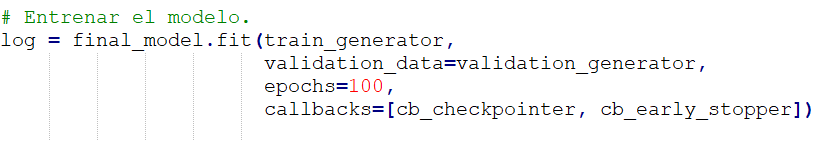 # Entrenar el modelo.
log = final_model.fit(train_generator,
validation_data=validation_generator,
epochs=100,
callbacks=[cb_checkpointer, cb_early_stopper])